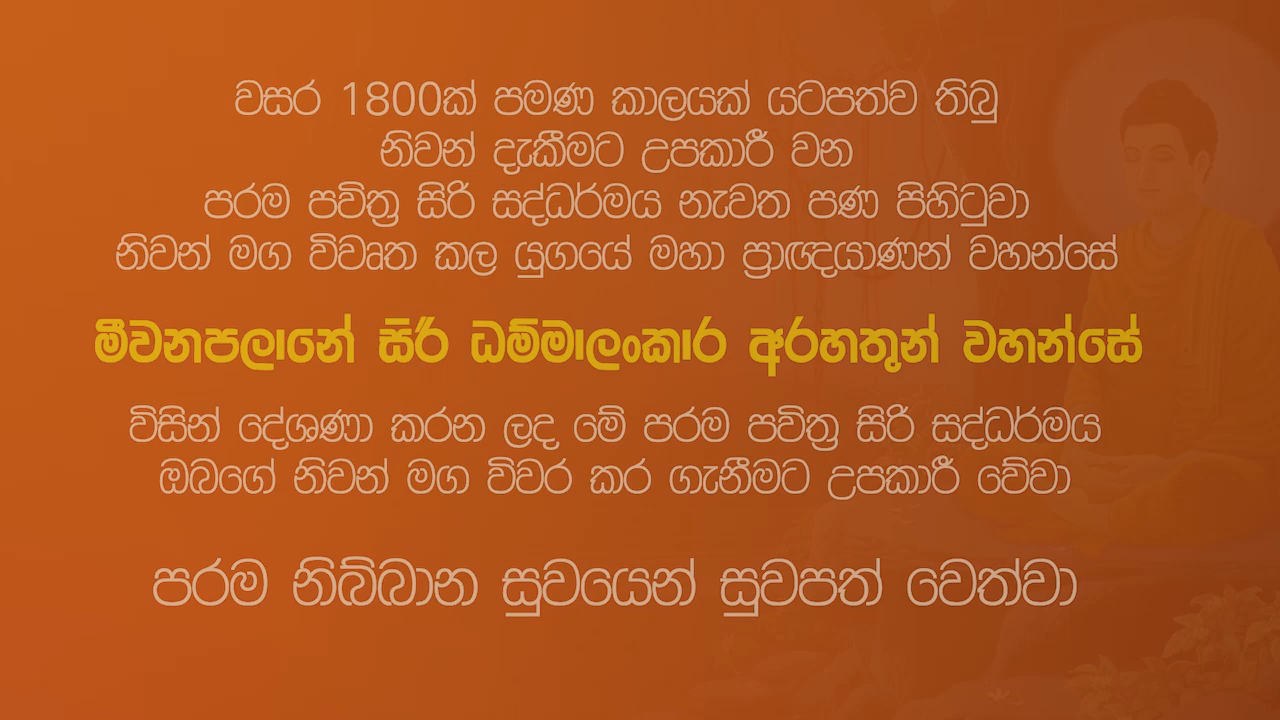 වසර 1800ක් පමණ කාලයක් යටපත්ව තිබු
නිවන් දැකීමට උපකාරී වන
පරම පවිත්‍ර සිරි සද්ධර්මය නැවත පණ පිහිටුවා
නිවන් මග විවෘත කල යුගයේ මහා ප්‍රාඥයාණන් වහන්සේ
මීවනපලානේ සිරි ධම්මාලංකාර අරහතුන් වහන්සේ
විසින් දේශණා කරන ලද මේ පරම පවිත්‍ර සිරි සද්ධර්මය
ඔබගේ නිවන් මග විවර කර ගැනීමට උපකාරී වේවා
පරම නිබ්බාන සුවයෙන් සුවපත් වෙත්වා